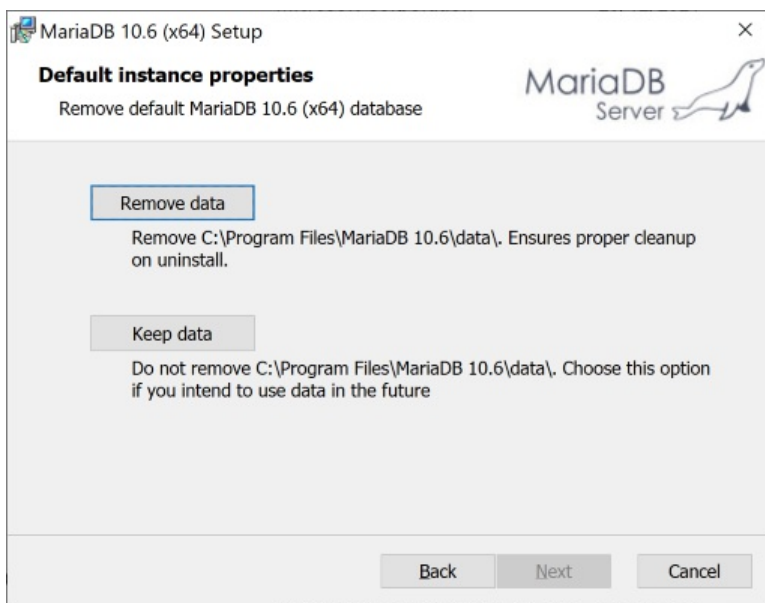 MariaDB 10.6 (x64) Setup
Default instance properties
Remove default MariaDB 10.6 (x64) database
MariaDB
Server
Remove data
Remove C:\Program Files\MariaDB 10.6\data\. Ensures proper cleanup
on uninstall.
Keep data
Do not remove C:\Program Files\MariaDB 10.6\data\. Choose this option
if you intend to use data in the future
Back
Next
Cancel